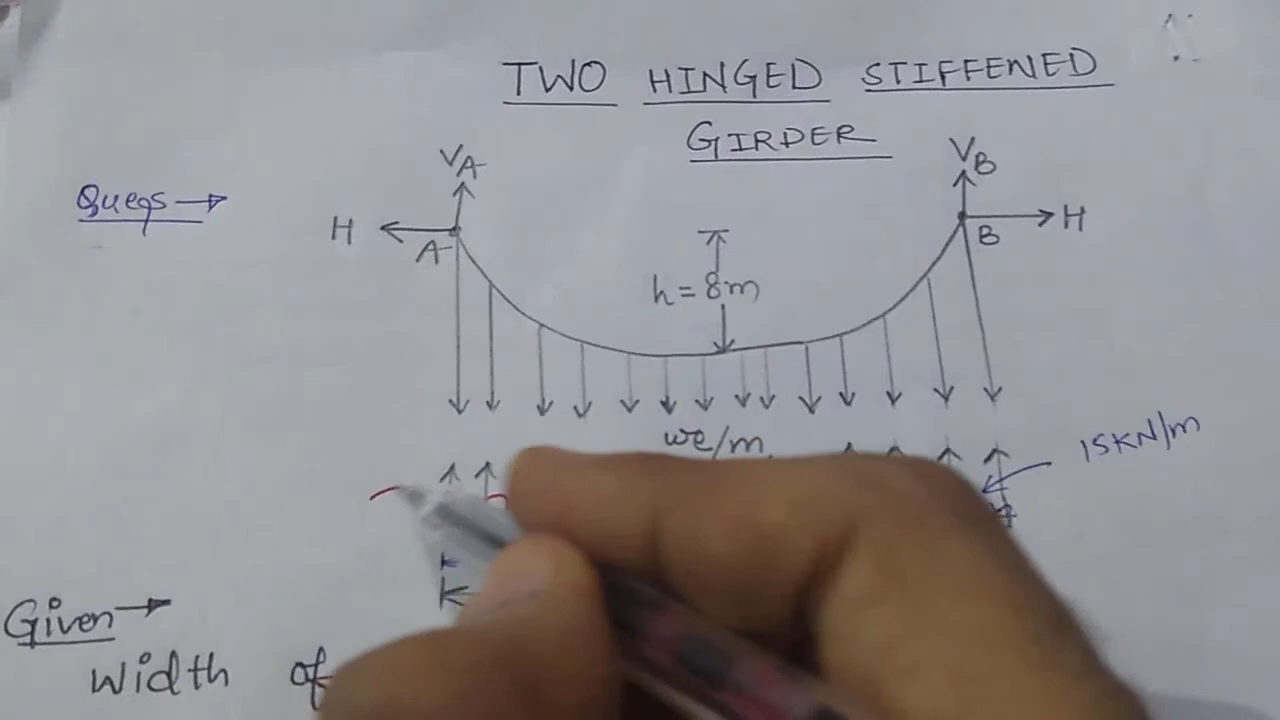 TWO HINGED STIFFENED
GIRDER
Ques →
VA
VB
H
A
B
H
h = 8m
we/m
15KN/m
Given →
Width of